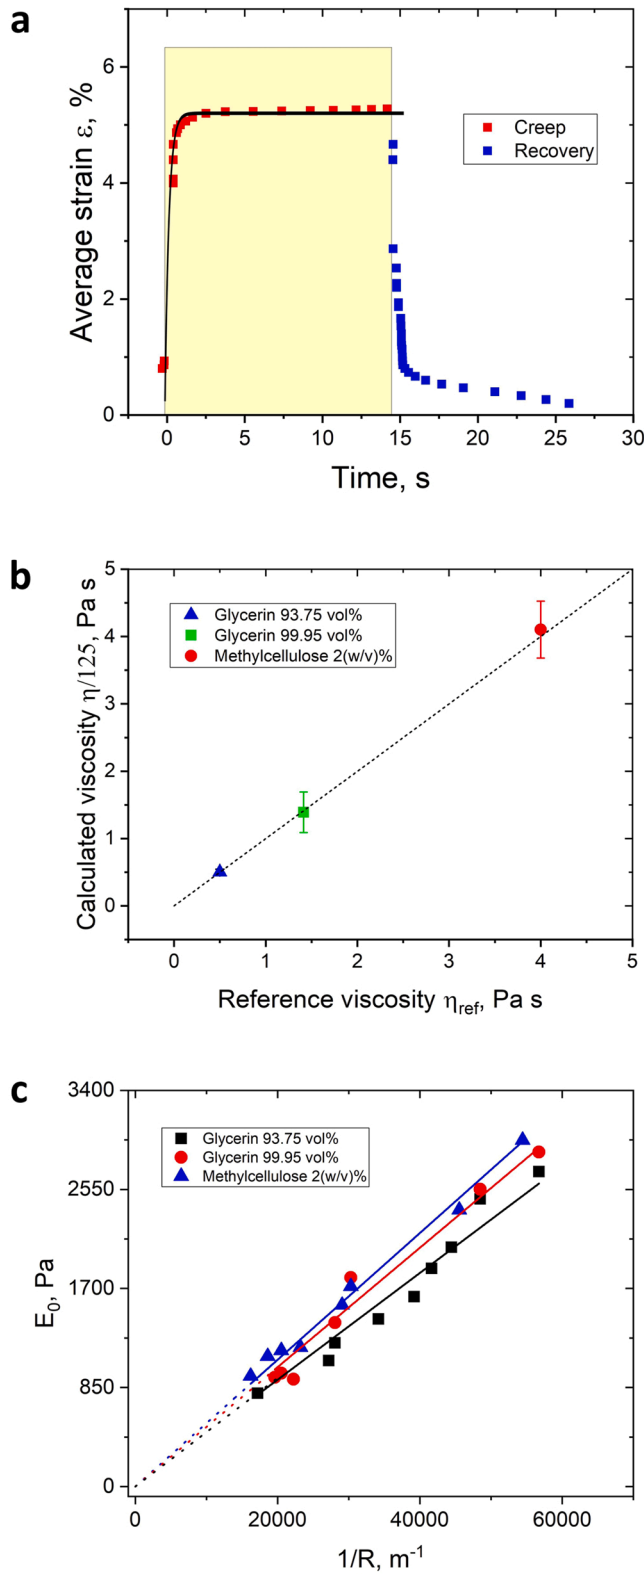 a
Average strain ε, %
6
4
2
0
Creep
Recovery
0 5 10 15 20 25 30
Time, s
b
Calculated viscosity η/125, Pa s
5
4
3
2
1
0
Glycerin 93.75 vol%
Glycerin 99.95 vol%
Methylcellulose 2(w/v)%
0 1 2 3 4 5
Reference viscosity ηref, Pa s
c
E0, Pa
3400
2550
1700
850
0
Glycerin 93.75 vol%
Glycerin 99.95 vol%
Methylcellulose 2(w/v)%
0 20000 40000 60000
1/R, m-1